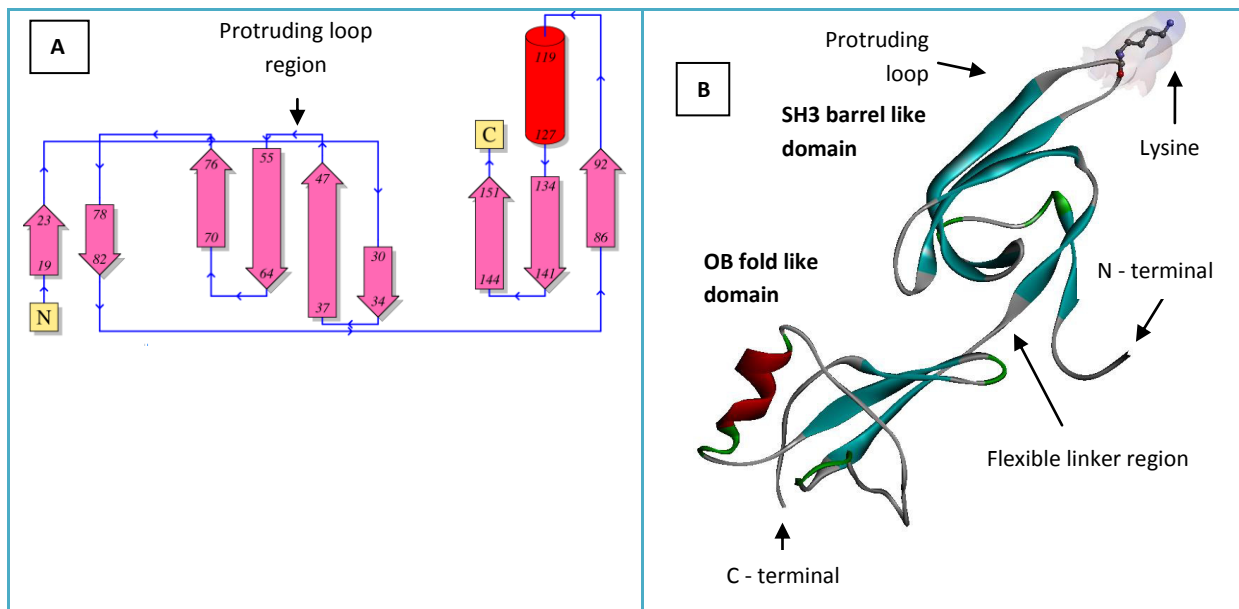 A
Protruding loop
region
119
127
C
N
23
19
78
82
76
70
55
64
47
37
30
34
151
144
134
141
92
86
B
Protruding
loop
SH3 barrel like
domain
Lysine
OB fold like
domain
N - terminal
Flexible linker region
C - terminal